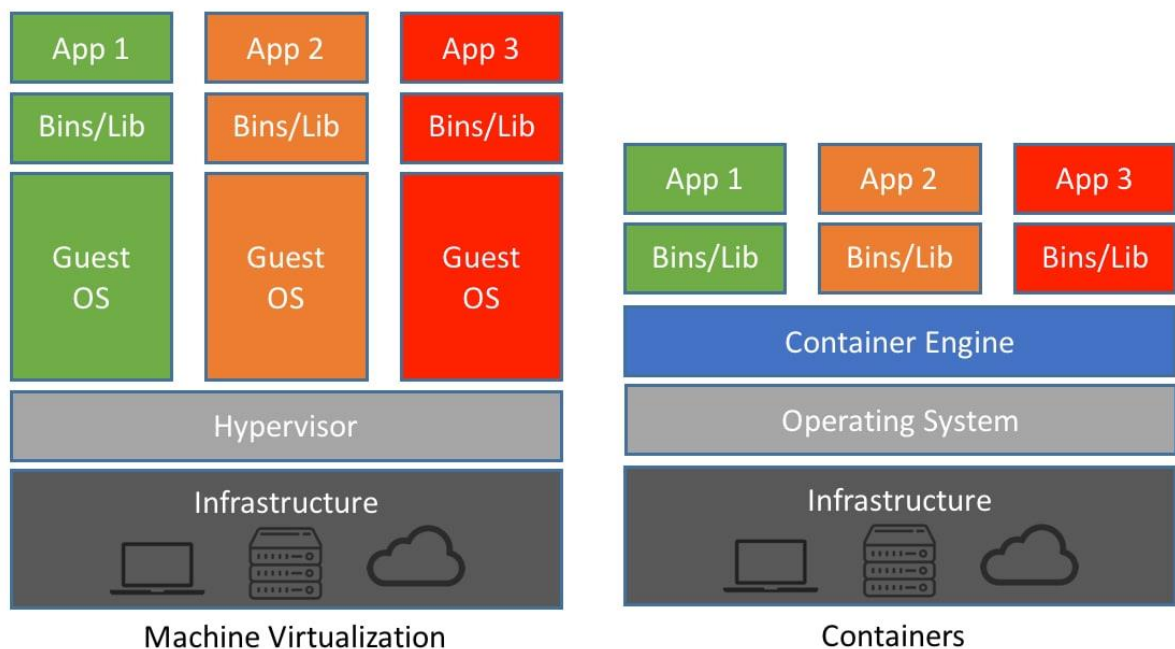 App 1
App 2
App 3
Bins/Lib
Bins/Lib
Bins/Lib
Guest
OS
Guest
OS
Guest
OS
Hypervisor
Infrastructure
Machine Virtualization
App 1
App 2
App 3
Bins/Lib
Bins/Lib
Bins/Lib
Container Engine
Operating System
Infrastructure
Containers